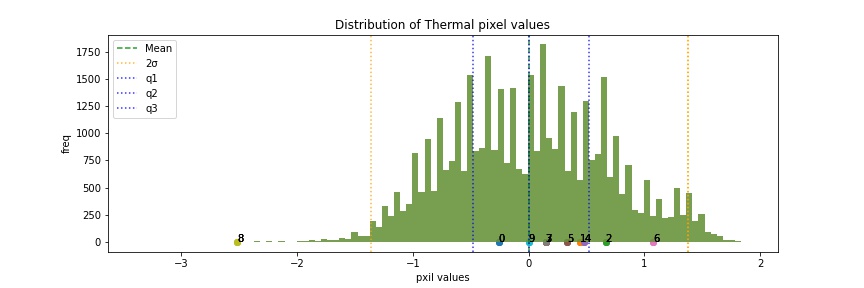 Distribution of Thermal pixel values
Mean
2σ
q1
q2
q3
freq
1750
1500
1250
1000
750
500
250
0
8 0 9 3 5 1 4 2 6
−3 −2 −1 0 1 2
pxil values